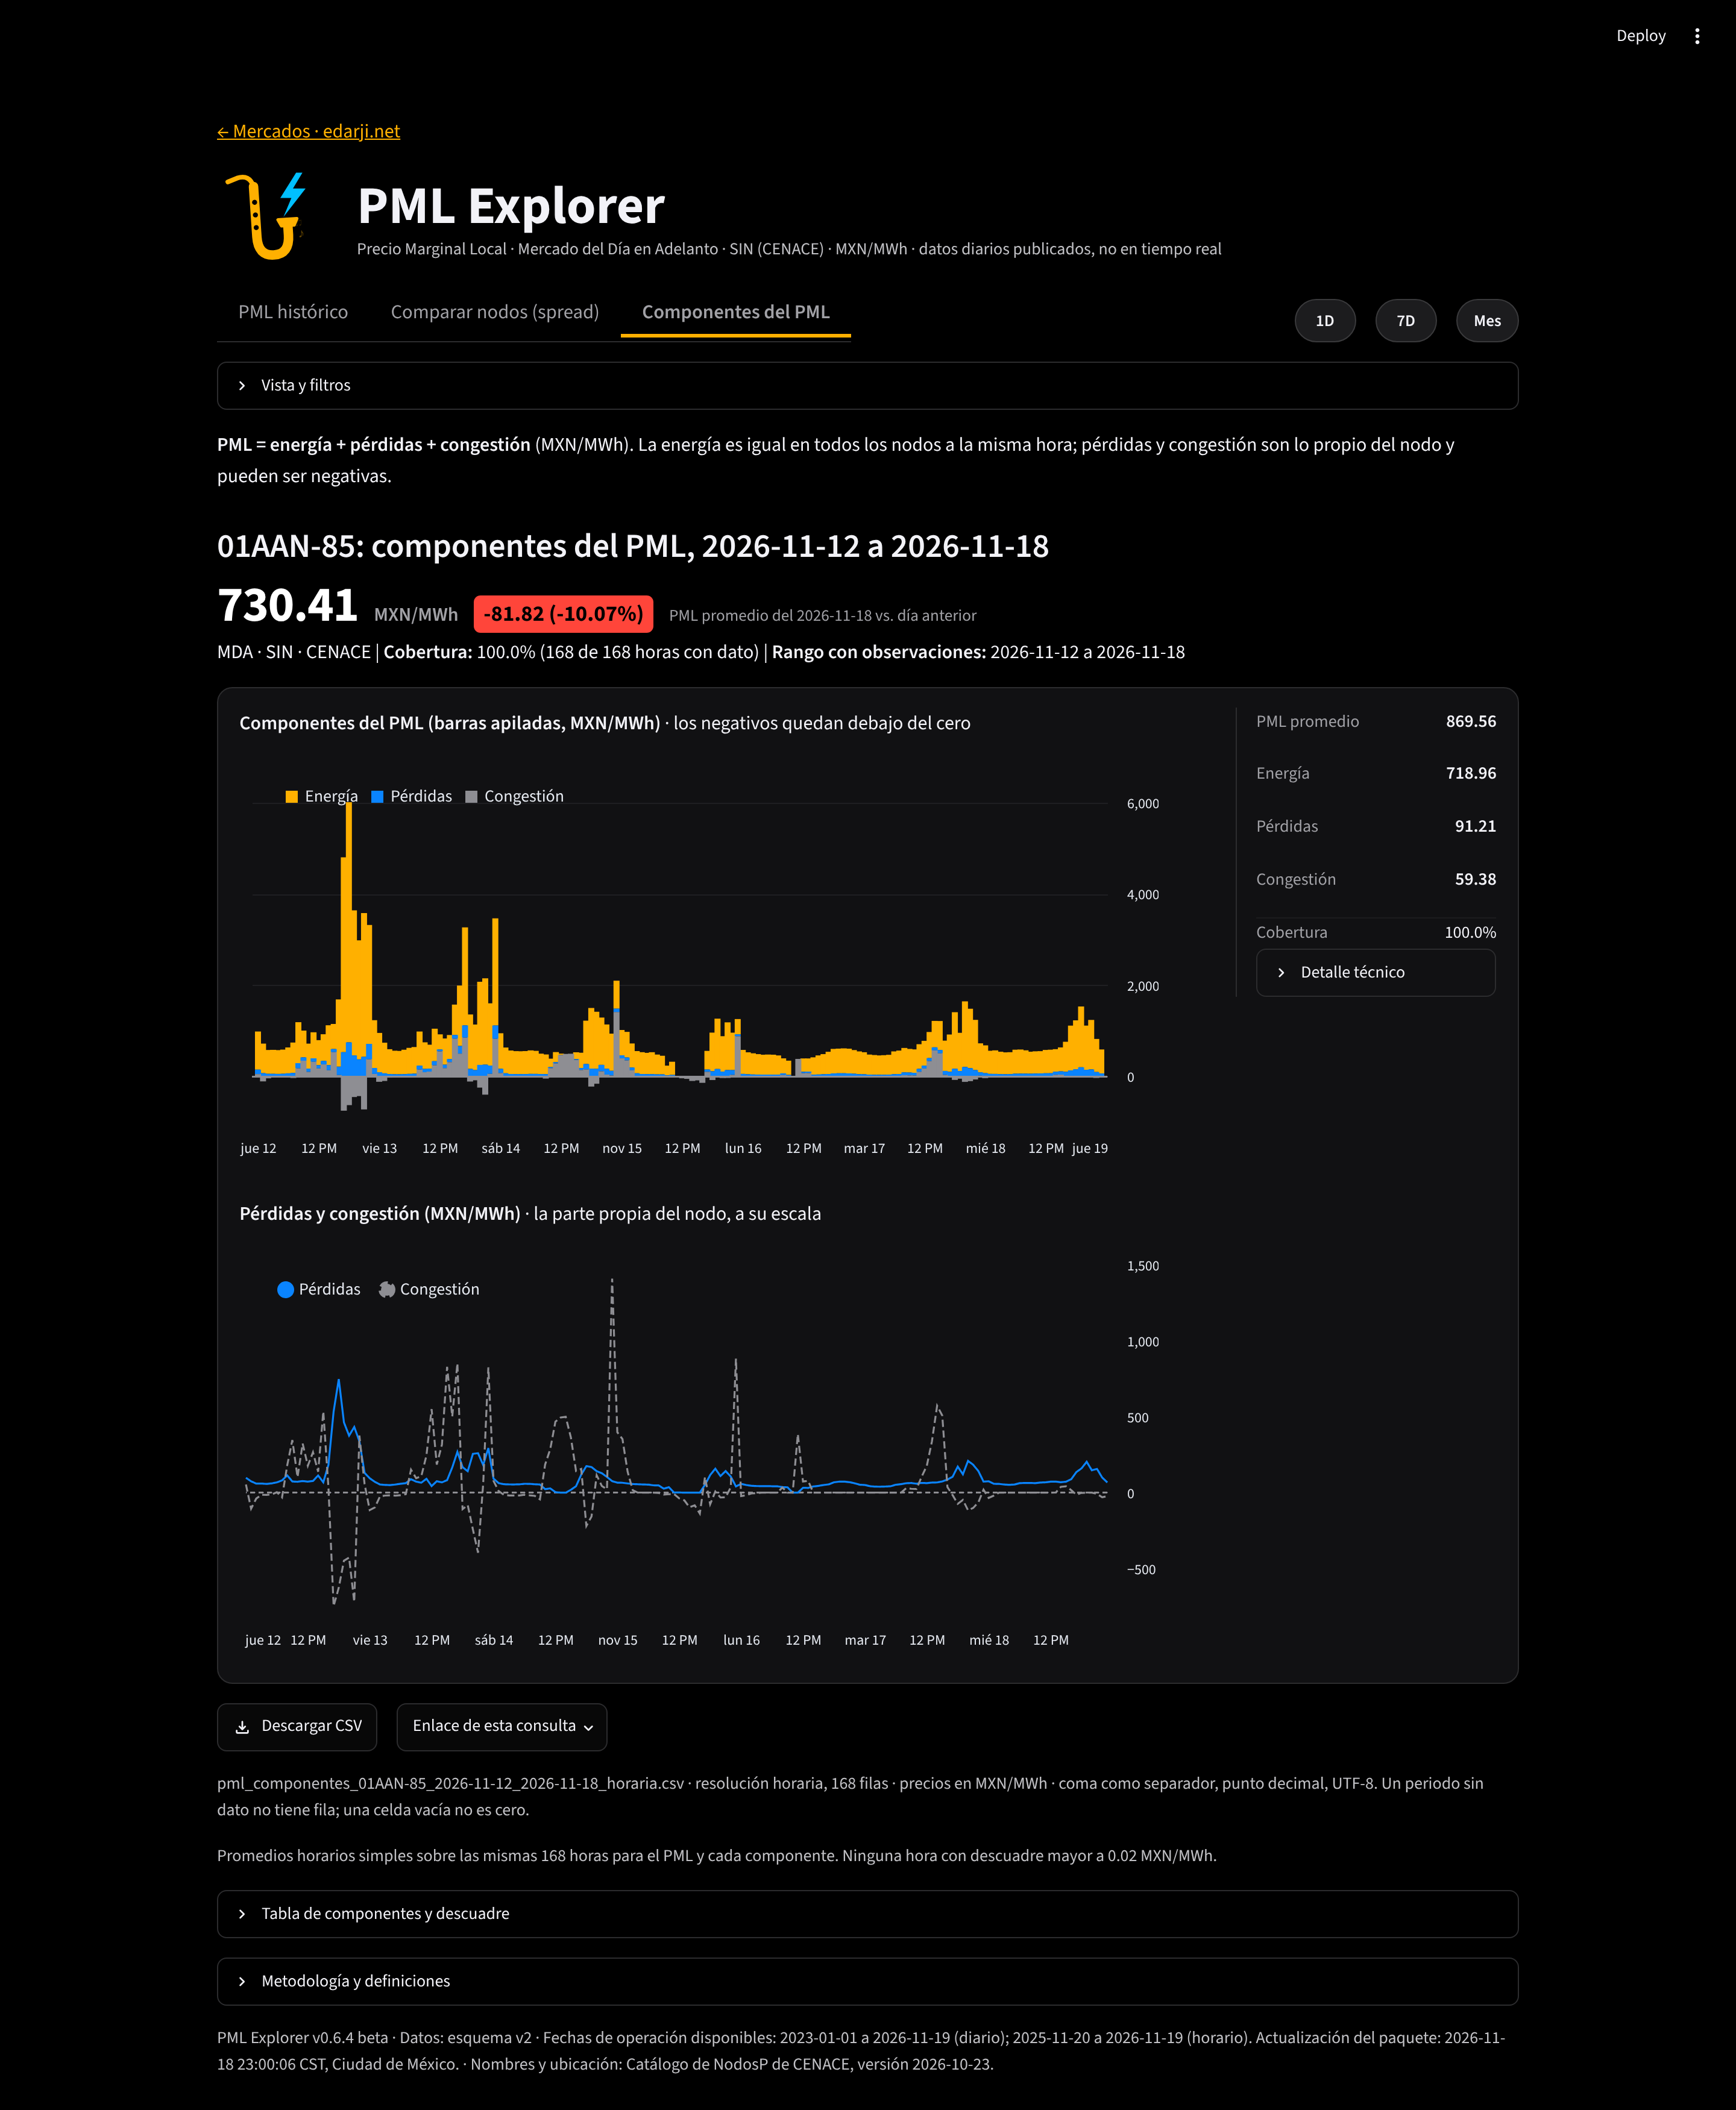 Deploy
← Mercados · edarji.net
PML Explorer
Precio Marginal Local · Mercado del Día en Adelanto · SIN (CENACE) · MXN/MWh · datos diarios publicados, no en tiempo real
PML histórico
Comparar nodos (spread)
Componentes del PML
1D
7D
Mes
Vista y filtros
PML = energía + pérdidas + congestión (MXN/MWh). La energía es igual en todos los nodos a la misma hora; pérdidas y congestión son lo propio del nodo y
pueden ser negativas.
01AAN-85: componentes del PML, 2026-11-12 a 2026-11-18
730.41 MXN/MWh -81.82 (-10.07%) PML promedio del 2026-11-18 vs. día anterior
MDA · SIN · CENACE | Cobertura: 100.0% (168 de 168 horas con dato) | Rango con observaciones: 2026-11-12 a 2026-11-18
Componentes del PML (barras apiladas, MXN/MWh) · los negativos quedan debajo del cero
Energía Pérdidas Congestión
6,000
4,000
2,000
0
jue 12 12 PM vie 13 12 PM sáb 14 12 PM nov 15 12 PM lun 16 12 PM mar 17 12 PM mié 18 12 PM jue 19
PML promedio 869.56
Energía 718.96
Pérdidas 91.21
Congestión 59.38
Cobertura 100.0%
Detalle técnico
Pérdidas y congestión (MXN/MWh) · la parte propia del nodo, a su escala
Pérdidas Congestión
1,500
1,000
500
0
−500
jue 12 12 PM vie 13 12 PM sáb 14 12 PM nov 15 12 PM lun 16 12 PM mar 17 12 PM mié 18 12 PM
Descargar CSV
Enlace de esta consulta
pml_componentes_01AAN-85_2026-11-12_2026-11-18_horaria.csv · resolución horaria, 168 filas · precios en MXN/MWh · coma como separador, punto decimal, UTF-8. Un periodo sin
dato no tiene fila; una celda vacía no es cero.
Promedios horarios simples sobre las mismas 168 horas para el PML y cada componente. Ninguna hora con descuadre mayor a 0.02 MXN/MWh.
Tabla de componentes y descuadre
Metodología y definiciones
PML Explorer v0.6.4 beta · Datos: esquema v2 · Fechas de operación disponibles: 2023-01-01 a 2026-11-19 (diario); 2025-11-20 a 2026-11-19 (horario). Actualización del paquete: 2026-11-
18 23:00:06 CST, Ciudad de México. · Nombres y ubicación: Catálogo de NodosP de CENACE, versión 2026-10-23.